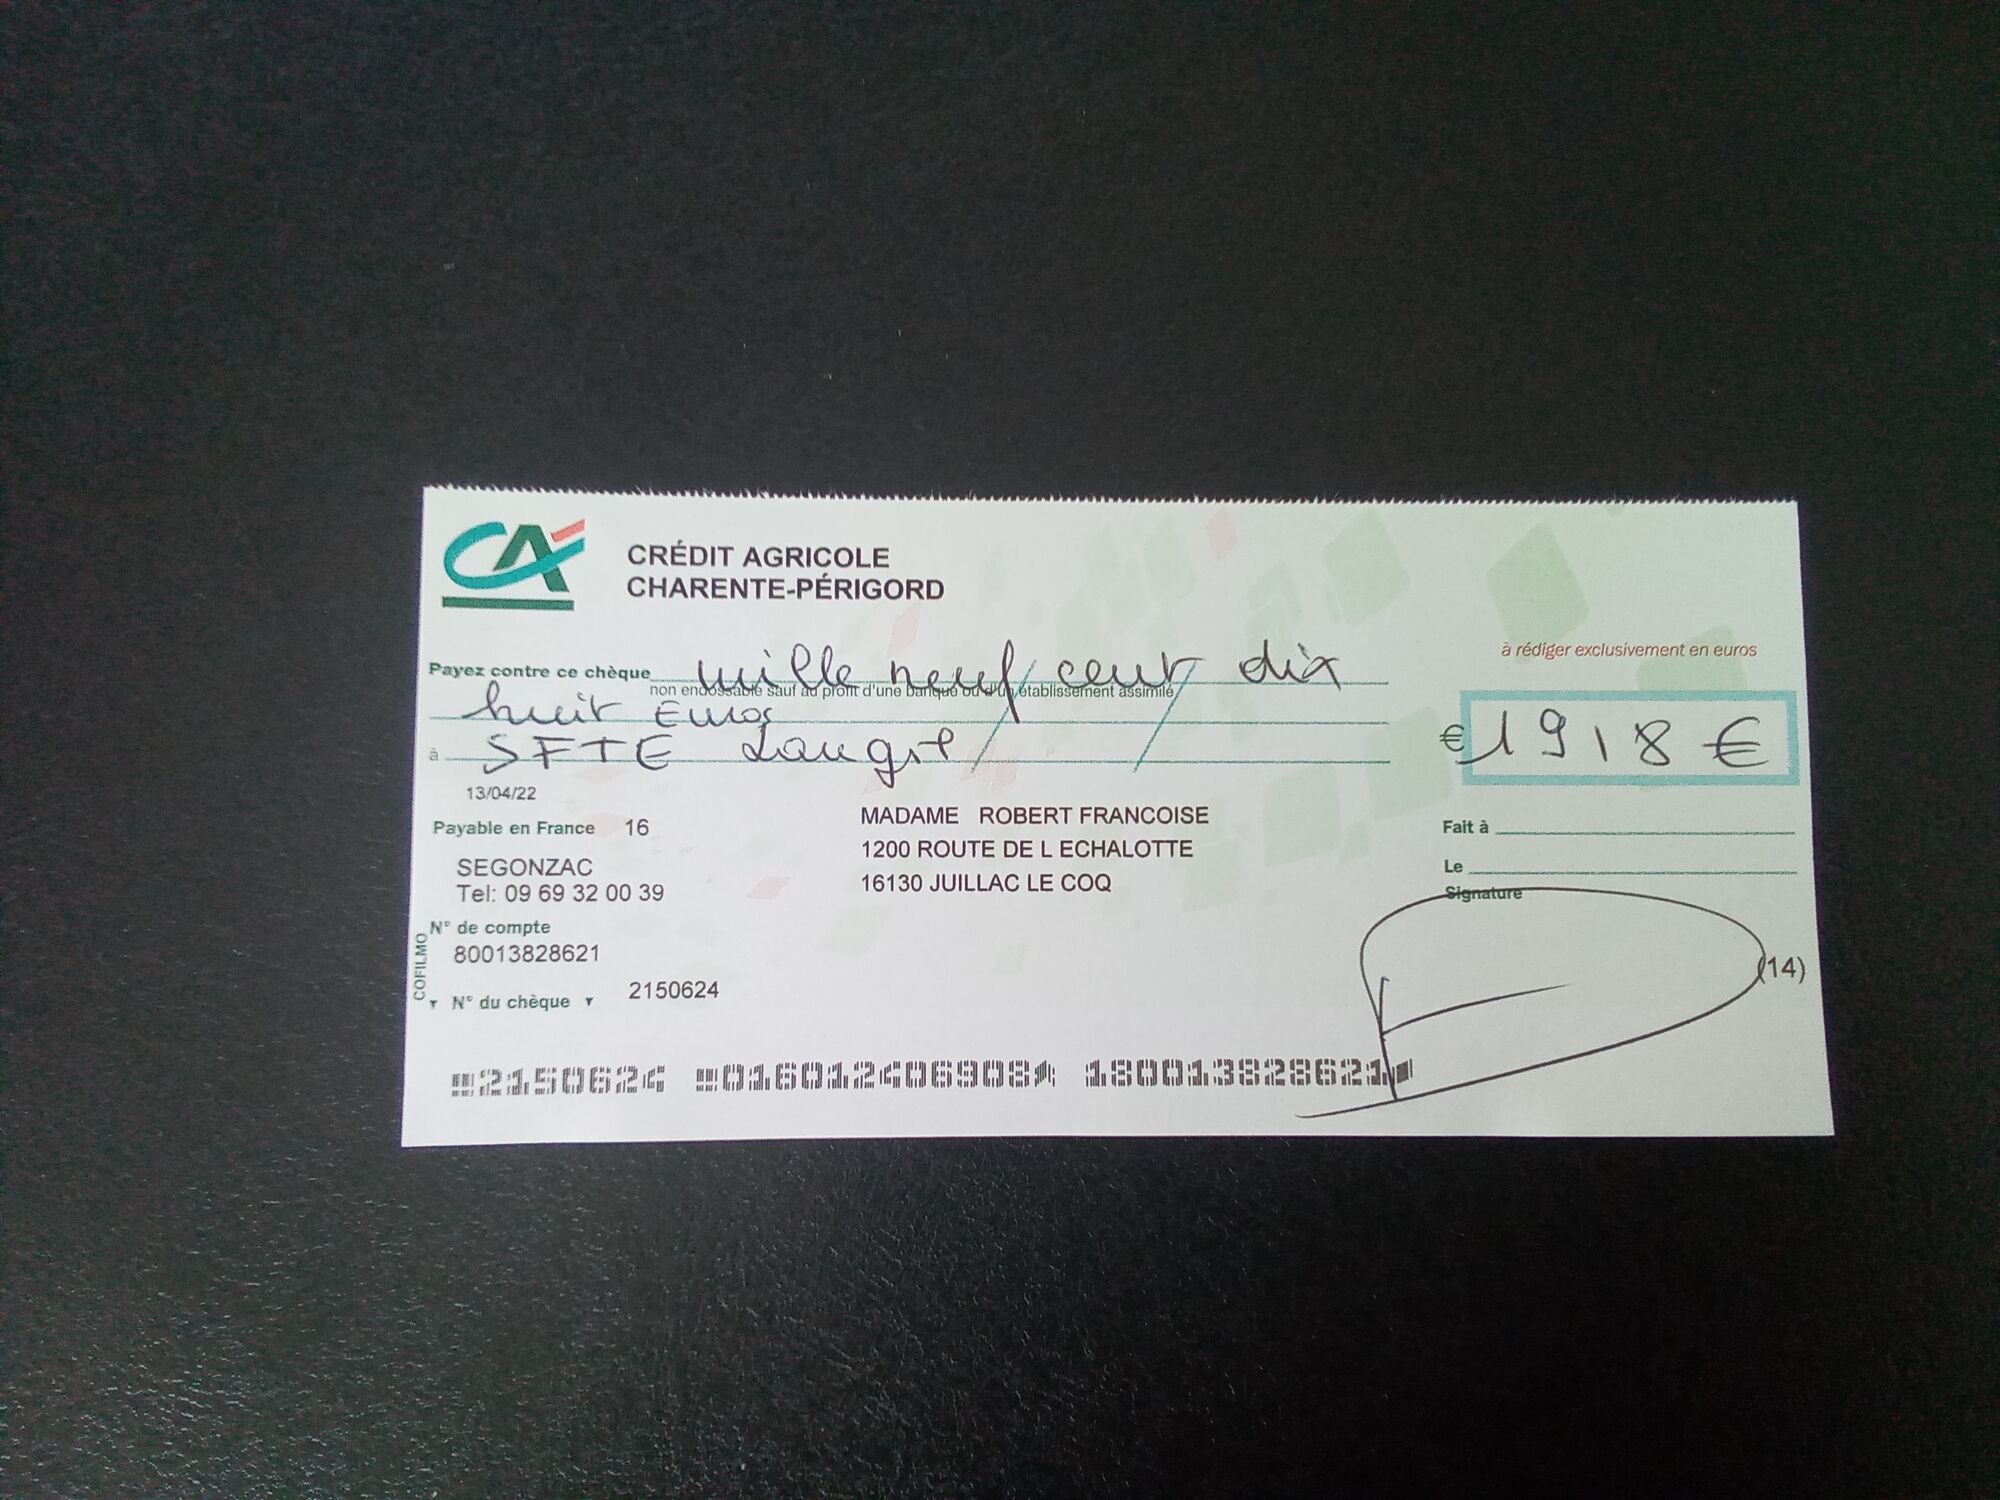 CA
CRÉDIT AGRICOLE
CHARENTE-PÉRIGORD
à rédiger exclusivement en euros
Payez contre ce chèque mille neuf cent dix
non endossable sauf au profit d'une banque ou d'un établissement assimilé
huit Euros
€ 1918 €
à SFTE
13/04/22
Payable en France 16
SEGONZAC
Tel: 09 69 32 00 39
MADAME ROBERT FRANCOISE
1200 ROUTE DE L ECHALOTTE
16130 JUILLAC LE COQ
Fait à
Le
Signature
N° de compte
80013828621
COFILMO
N° du chèque 2150624
(14)
2150624 016012406908 180013828621